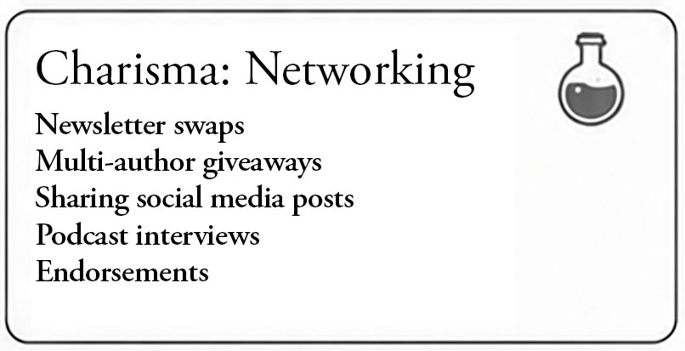 Charisma: Networking
Newsletter swaps
Multi-author giveaways
Sharing social media posts
Podcast interviews
Endorsements